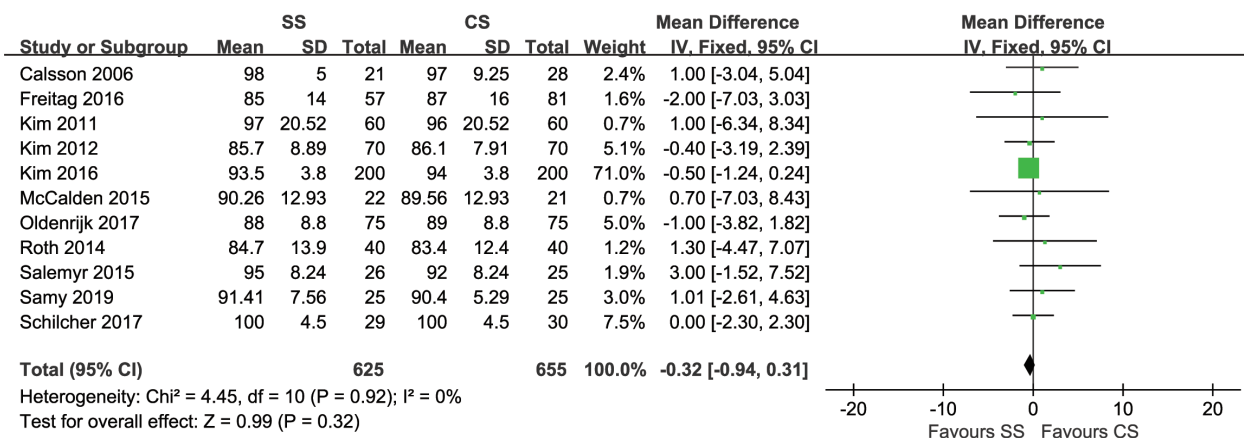 SS CS Mean Difference Mean Difference
Study or Subgroup Mean SD Total Mean SD Total Weight IV, Fixed, 95% CI IV, Fixed, 95% CI
Calsson 2006 98 5 21 97 9.25 28 2.4% 1.00 [-3.04, 5.04]
Freitag 2016 85 14 57 87 16 81 1.6% -2.00 [-7.03, 3.03]
Kim 2011 97 20.52 60 96 20.52 60 0.7% 1.00 [-6.34, 8.34]
Kim 2012 85.7 8.89 70 86.1 7.91 70 5.1% -0.40 [-3.19, 2.39]
Kim 2016 93.5 3.8 200 94 3.8 200 71.0% -0.50 [-1.24, 0.24]
McCalden 2015 90.26 12.93 22 89.56 12.93 21 0.7% 0.70 [-7.03, 8.43]
Oldenrijk 2017 88 8.8 75 89 8.8 75 5.0% -1.00 [-3.82, 1.82]
Roth 2014 84.7 13.9 40 83.4 12.4 40 1.2% 1.30 [-4.47, 7.07]
Salemyr 2015 95 8.24 26 92 8.24 25 1.9% 3.00 [-1.52, 7.52]
Samy 2019 91.41 7.56 25 90.4 5.29 25 3.0% 1.01 [-2.61, 4.63]
Schilcher 2017 100 4.5 29 100 4.5 30 7.5% 0.00 [-2.30, 2.30]
Total (95% CI) 625 655 100.0% -0.32 [-0.94, 0.31]
Heterogeneity: Chi² = 4.45, df = 10 (P = 0.92); I² = 0%
Test for overall effect: Z = 0.99 (P = 0.32)
-20 -10 0 10 20
Favours SS Favours CS